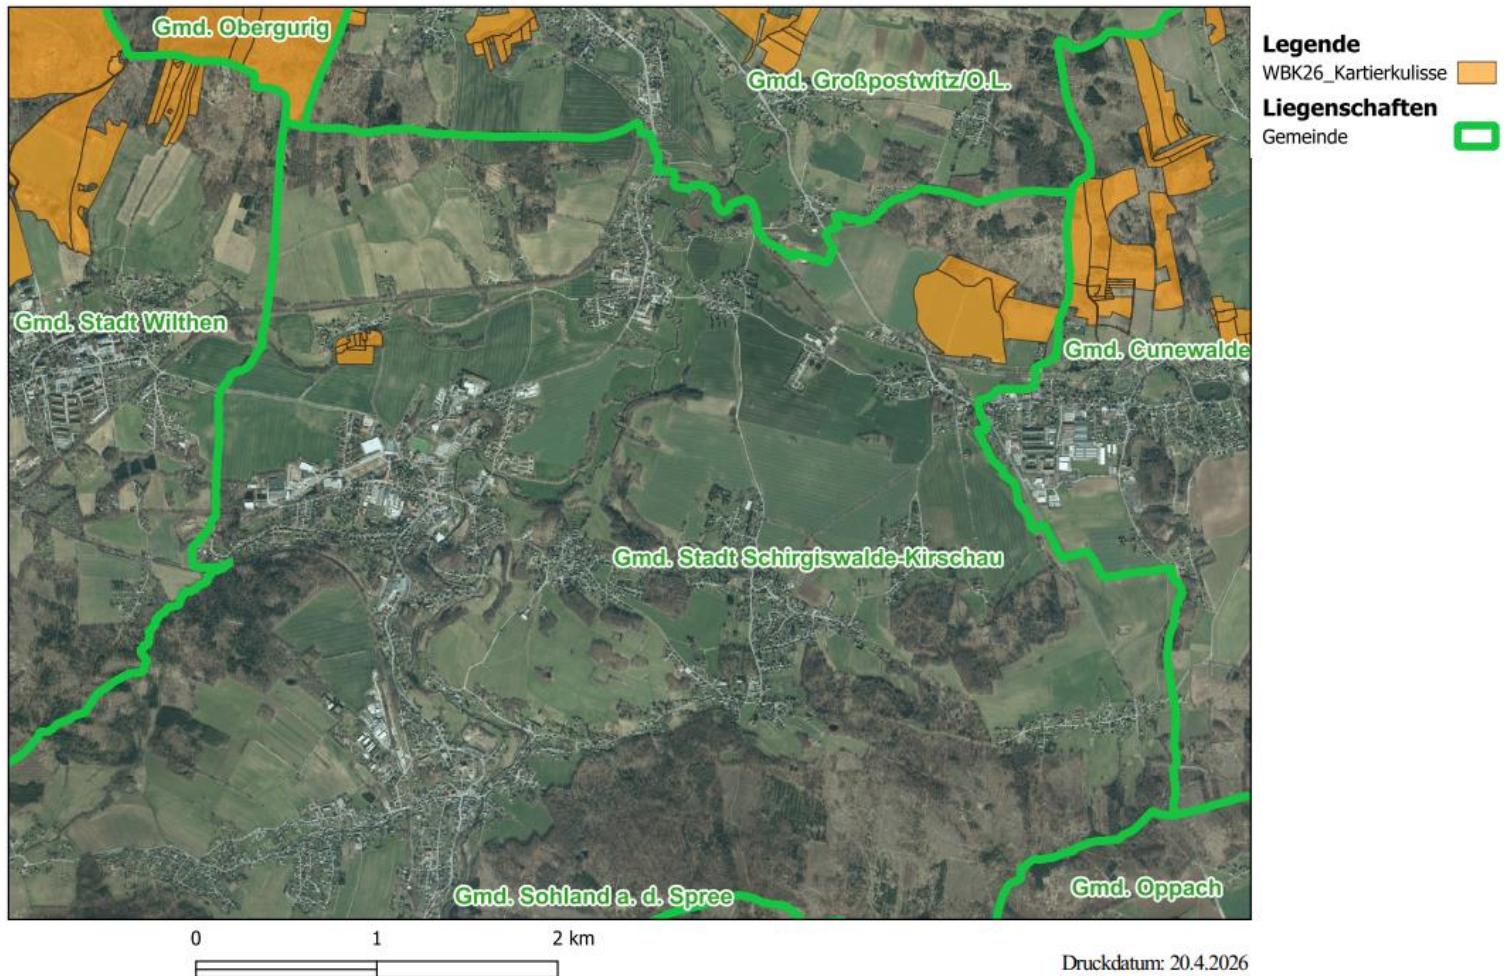 Gmd. Obergurig
Gmd. Großpostwitz/O.L.
Gmd. Stadt Wilthen
Gmd. Cunewalde
Gmd. Stadt Schirgiswalde-Kirschau
Gmd. Sohland a. d. Spree
Gmd. Oppach
Legende
WBK26_Kartierkulisse
Liegenschaften
Gemeinde
0 1 2 km
Druckdatum: 20.4.2026